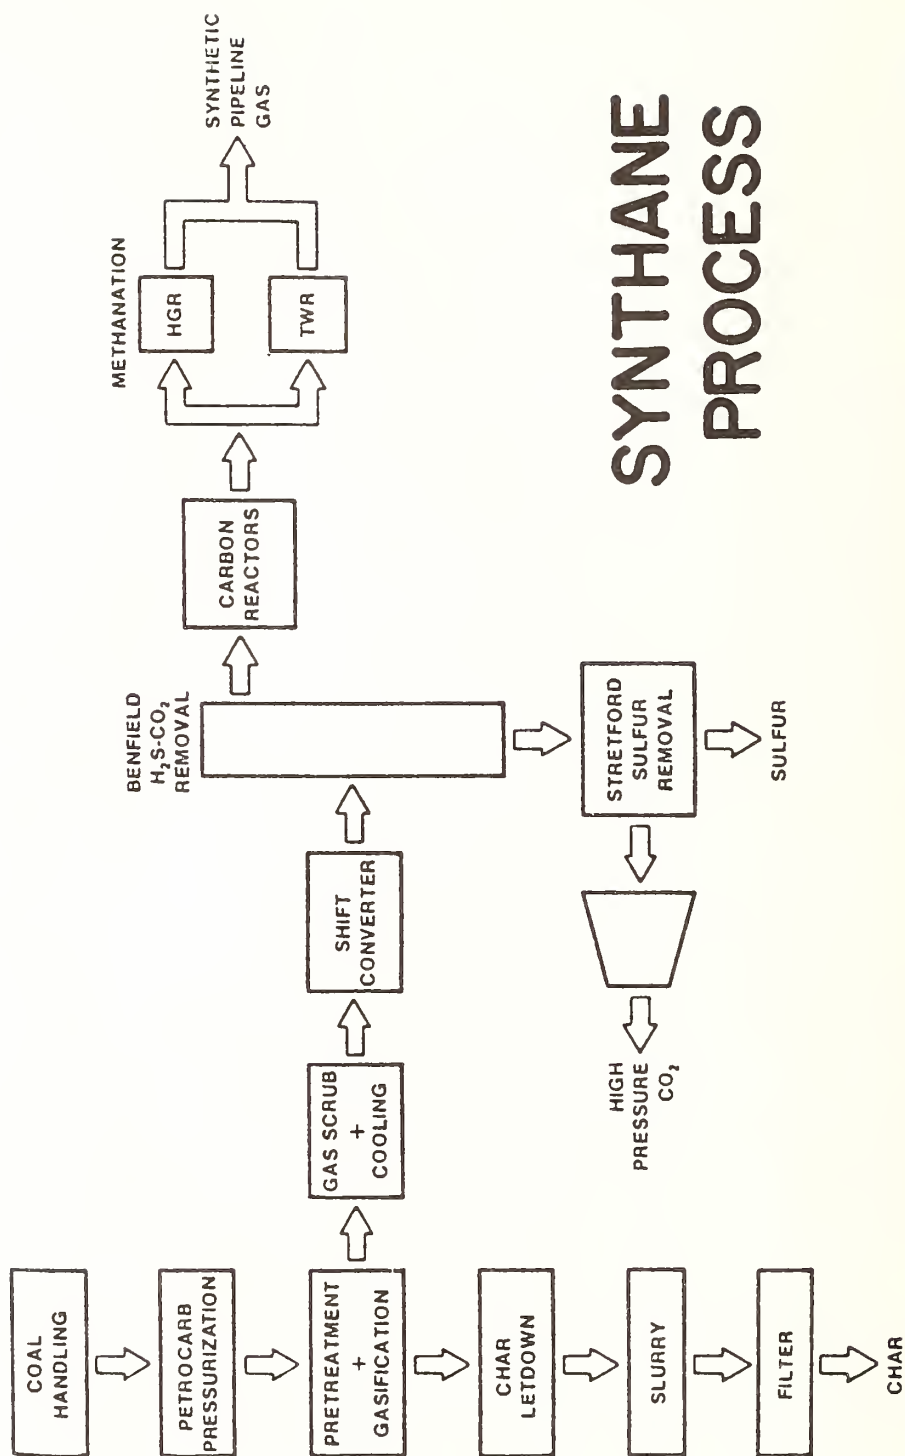 COAL
HANDLING
PETROCARB
PRESSURIZATION
PRETREATMENT
+
GASIFICATION
CHAR
LETDOWN
SLURRY
FILTER
CHAR
GAS SCRUB
+
COOLING
SHIFT
CONVERTER
BENFIELD
H₂S-CO₂
REMOVAL
CARBON
REACTORS
METHANATION
HGR
TWR
SYNTHETIC
PIPELINE
GAS
STRETFORD
SULFUR
REMOVAL
SULFUR
HIGH
PRESSURE
CO₂
SYNTHANE
PROCESS